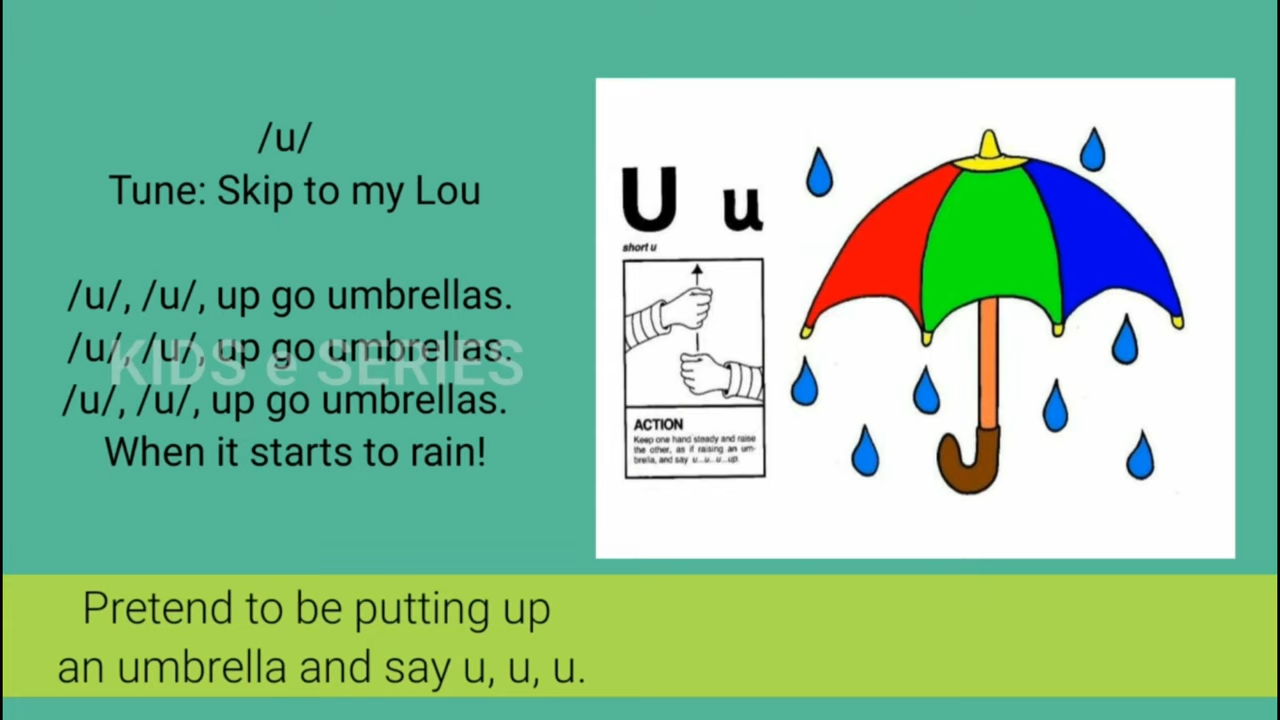 /u/
Tune: Skip to my Lou
/u/, /u/, up go umbrellas.
/u/, /u/, up go umbrellas.
KIDS e SERIES
/u/, /u/, up go umbrellas.
When it starts to rain!
U u
short u
ACTION
Keep one hand steady and raise
the other, as if raising an um-
brella, and say u...u...u...up.
Pretend to be putting up
an umbrella and say u, u, u.